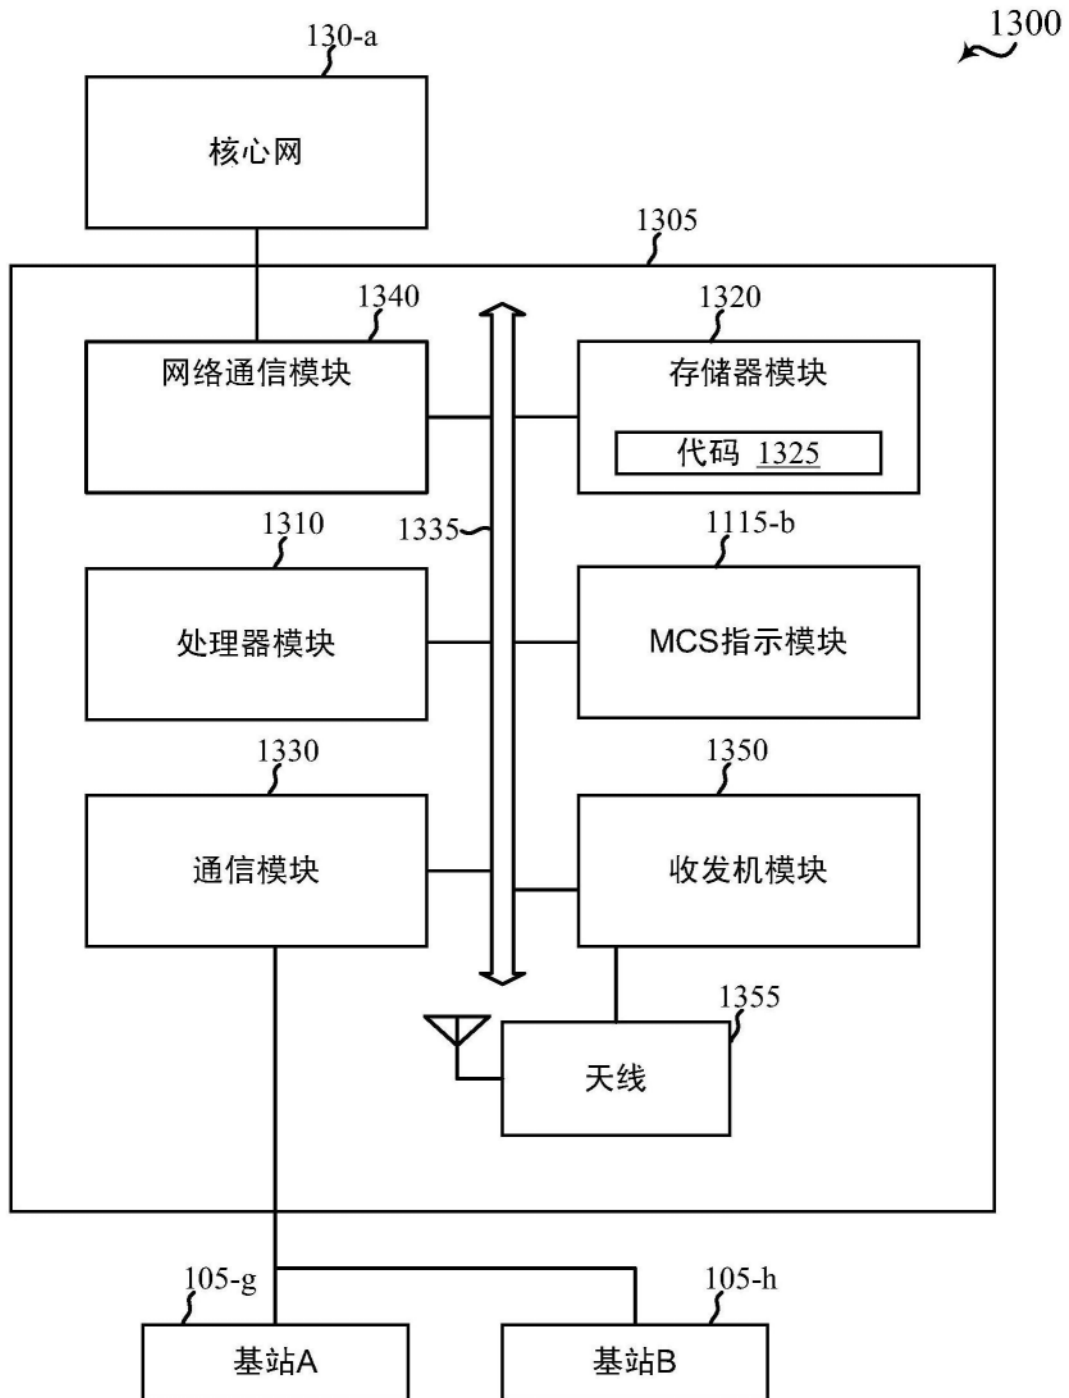 1300
130-a
核心网
1305
1340
1320
网络通信模块
存储器模块
代码 1325
1310
1335
1115-b
处理器模块
MCS指示模块
1330
1350
通信模块
收发机模块
1355
天线
105-g
105-h
基站A
基站B